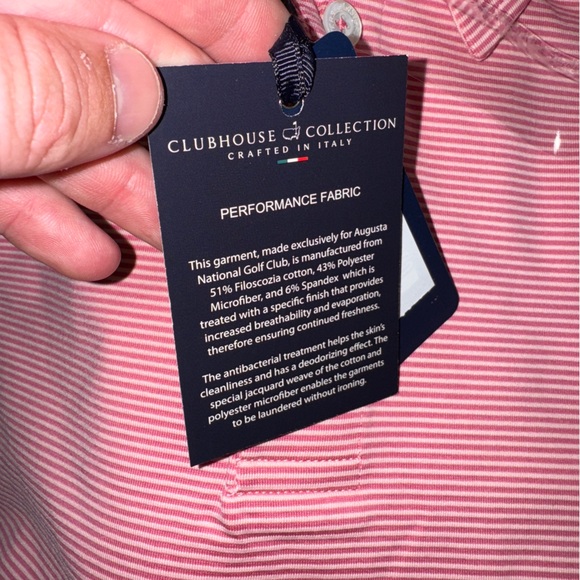 CLUBHOUSE COLLECTION
CRAFTED IN ITALY
PERFORMANCE FABRIC
This garment, made exclusively for Augusta
National Golf Club, is manufactured from
51% Filoscozia cotton, 43% Polyester
Microfiber, and 6% Spandex which is
treated with a specific finish that provides
increased breathability and evaporation,
therefore ensuring continued freshness.
The antibacterial treatment helps the skin's
cleanliness and has a deodorizing effect. The
special jacquard weave of the cotton and
polyester microfiber enables the garments
to be laundered without ironing.